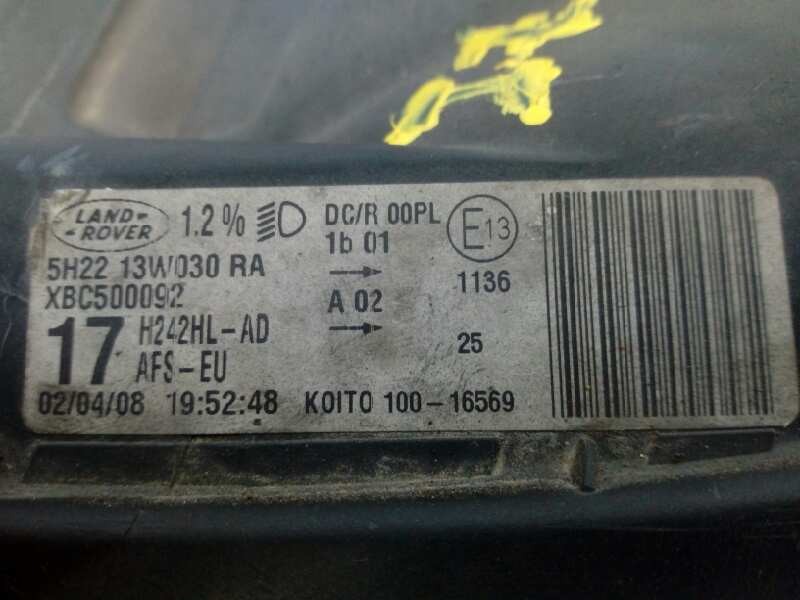 LAND ROVER
1.2%
DC/R 00PL
1b 01
E13
5H22 13W030 RA
XBC500092
1136
A 02
17
H242HL-AD
25
AFS-EU
02/04/08 19:52:48 KOITO 100-16569